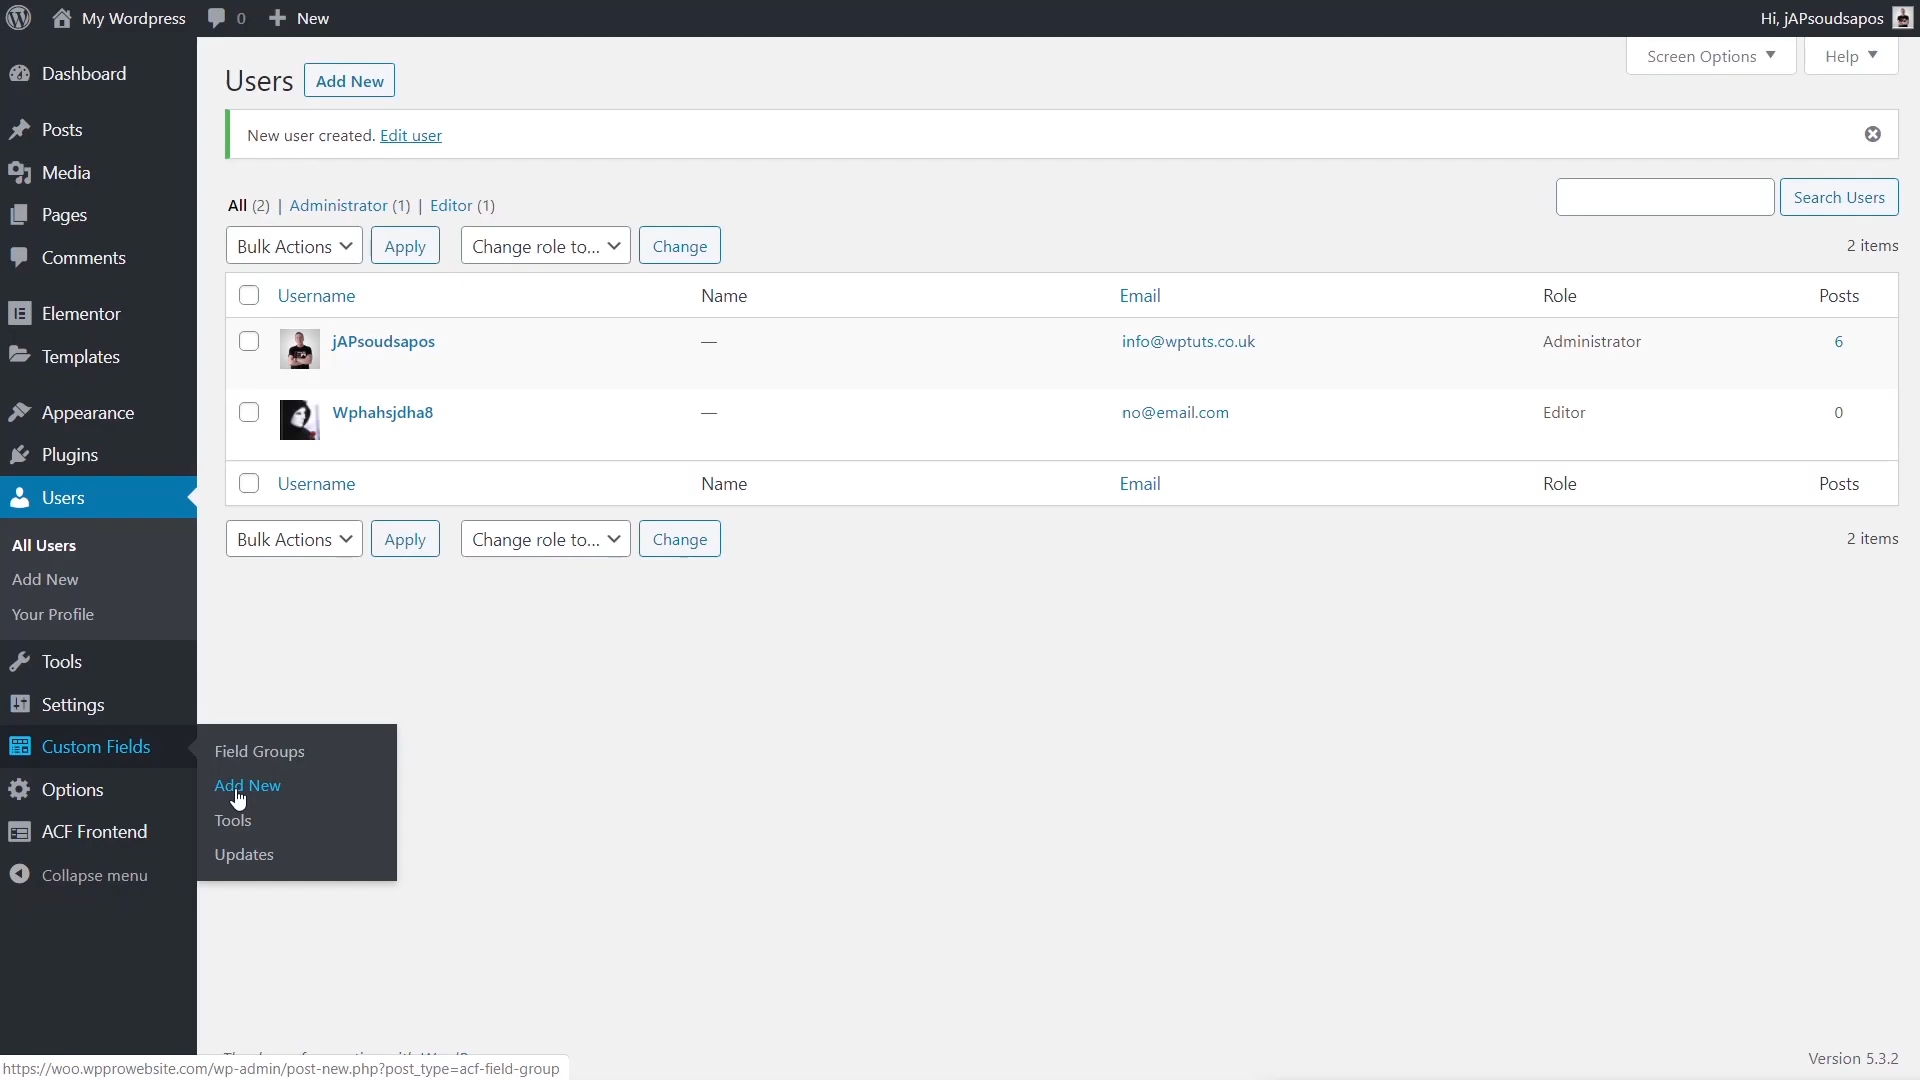 My Wordpress
0
New
Hi, jAPsoudsapos
Dashboard
Posts
Media
Pages
Comments
Elementor
Templates
Appearance
Plugins
Users
All Users
Add New
Your Profile
Tools
Settings
Custom Fields
Options
ACF Frontend
Collapse menu
Field Groups
Add New
Tools
Updates
Screen Options
Help
Users
Add New
New user created. Edit user
All (2) | Administrator (1) | Editor (1)
Search Users
Bulk Actions
Apply
Change role to...
Change
2 items
Username Name Email Role Posts
jAPsoudsapos — info@wptuts.co.uk Administrator 6
Wphahsjdha8 — no@email.com Editor 0
Username Name Email Role Posts
Bulk Actions
Apply
Change role to...
Change
2 items
Version 5.3.2
https://woo.wpprowebsite.com/wp-admin/post-new.php?post_type=acf-field-group